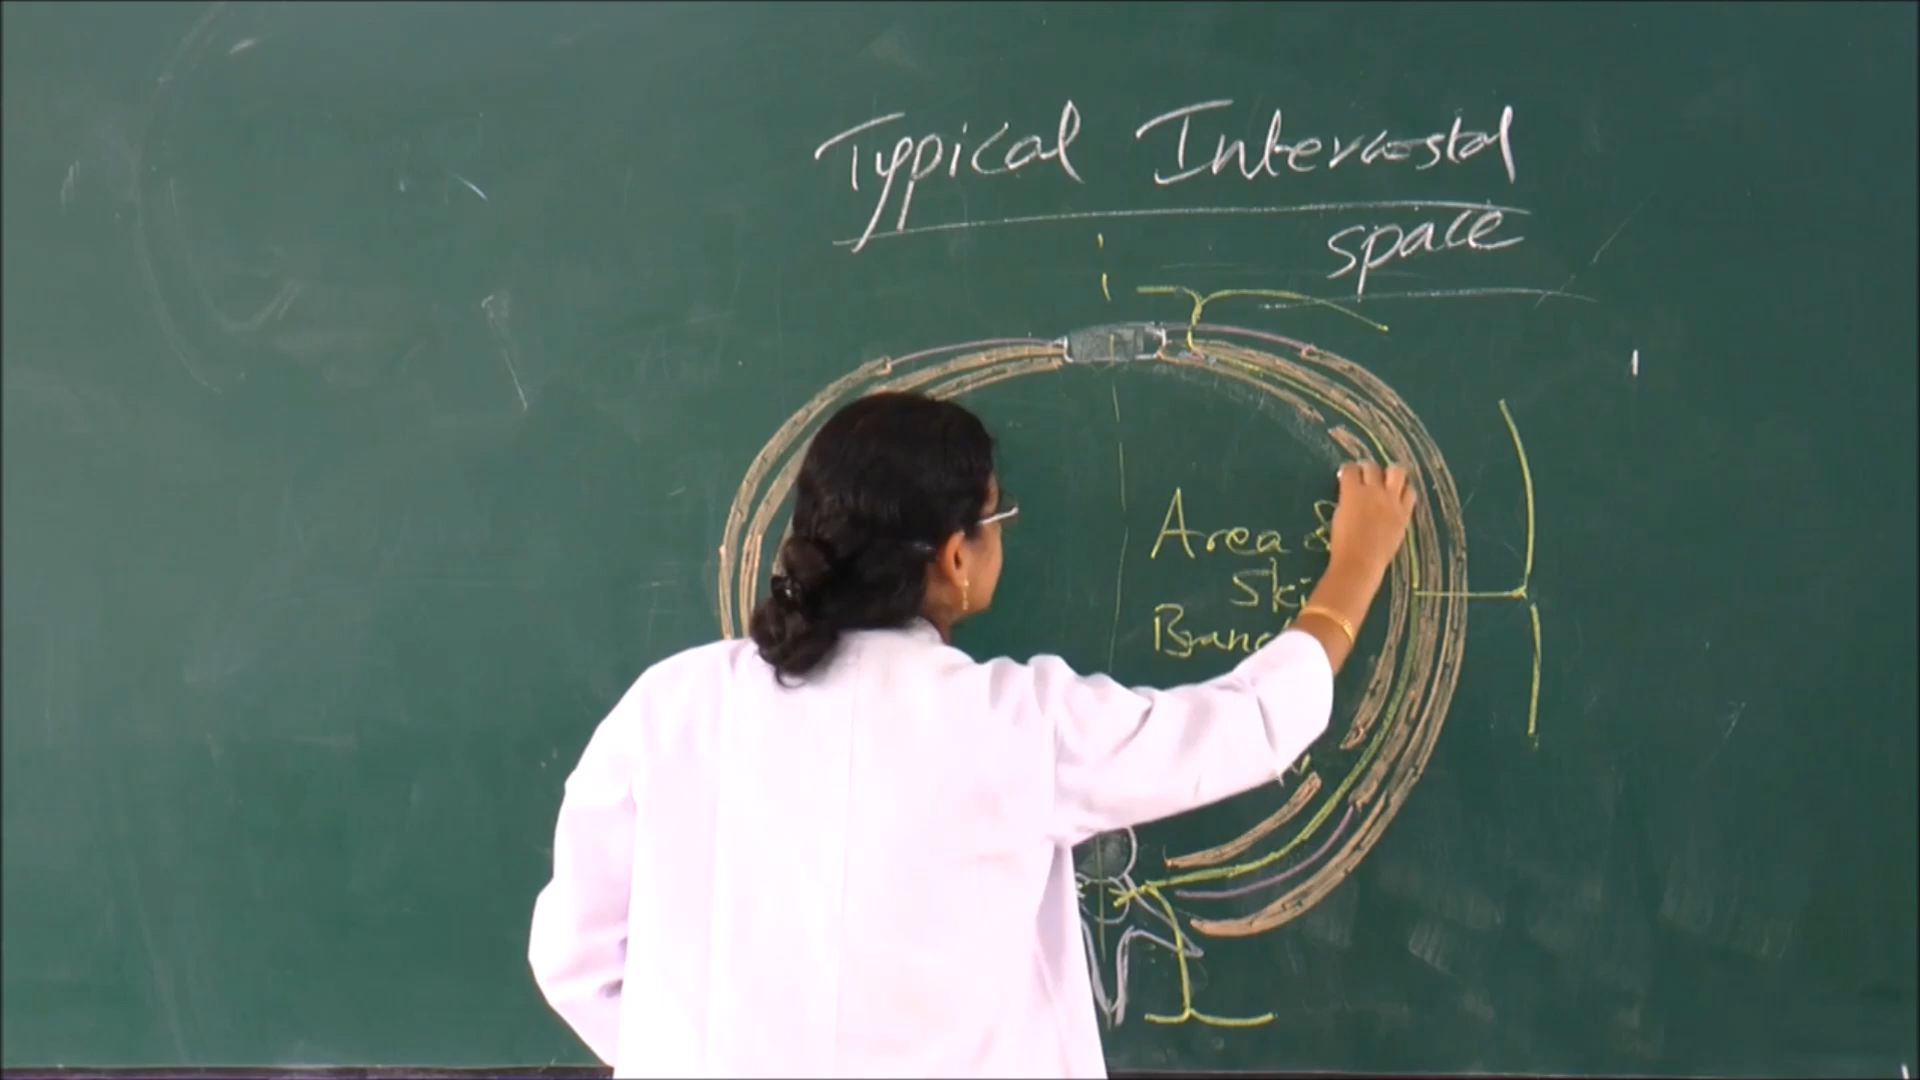 Typical Intercostal
space
Area &
Ski
Branc